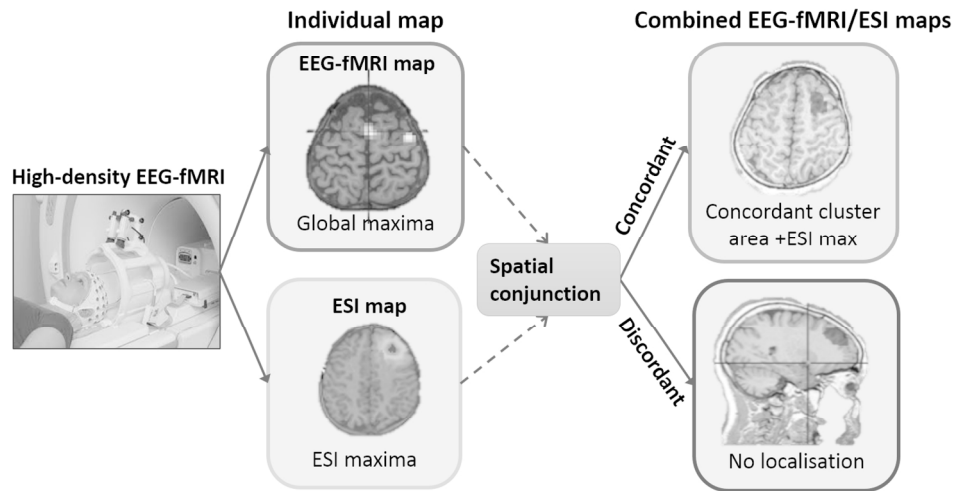 Individual map
Combined EEG-fMRI/ESI maps
EEG-fMRI map
Global maxima
High-density EEG-fMRI
ESI map
ESI maxima
Spatial
conjunction
Concordant
Discordant
Concordant cluster
area +ESI max
No localisation